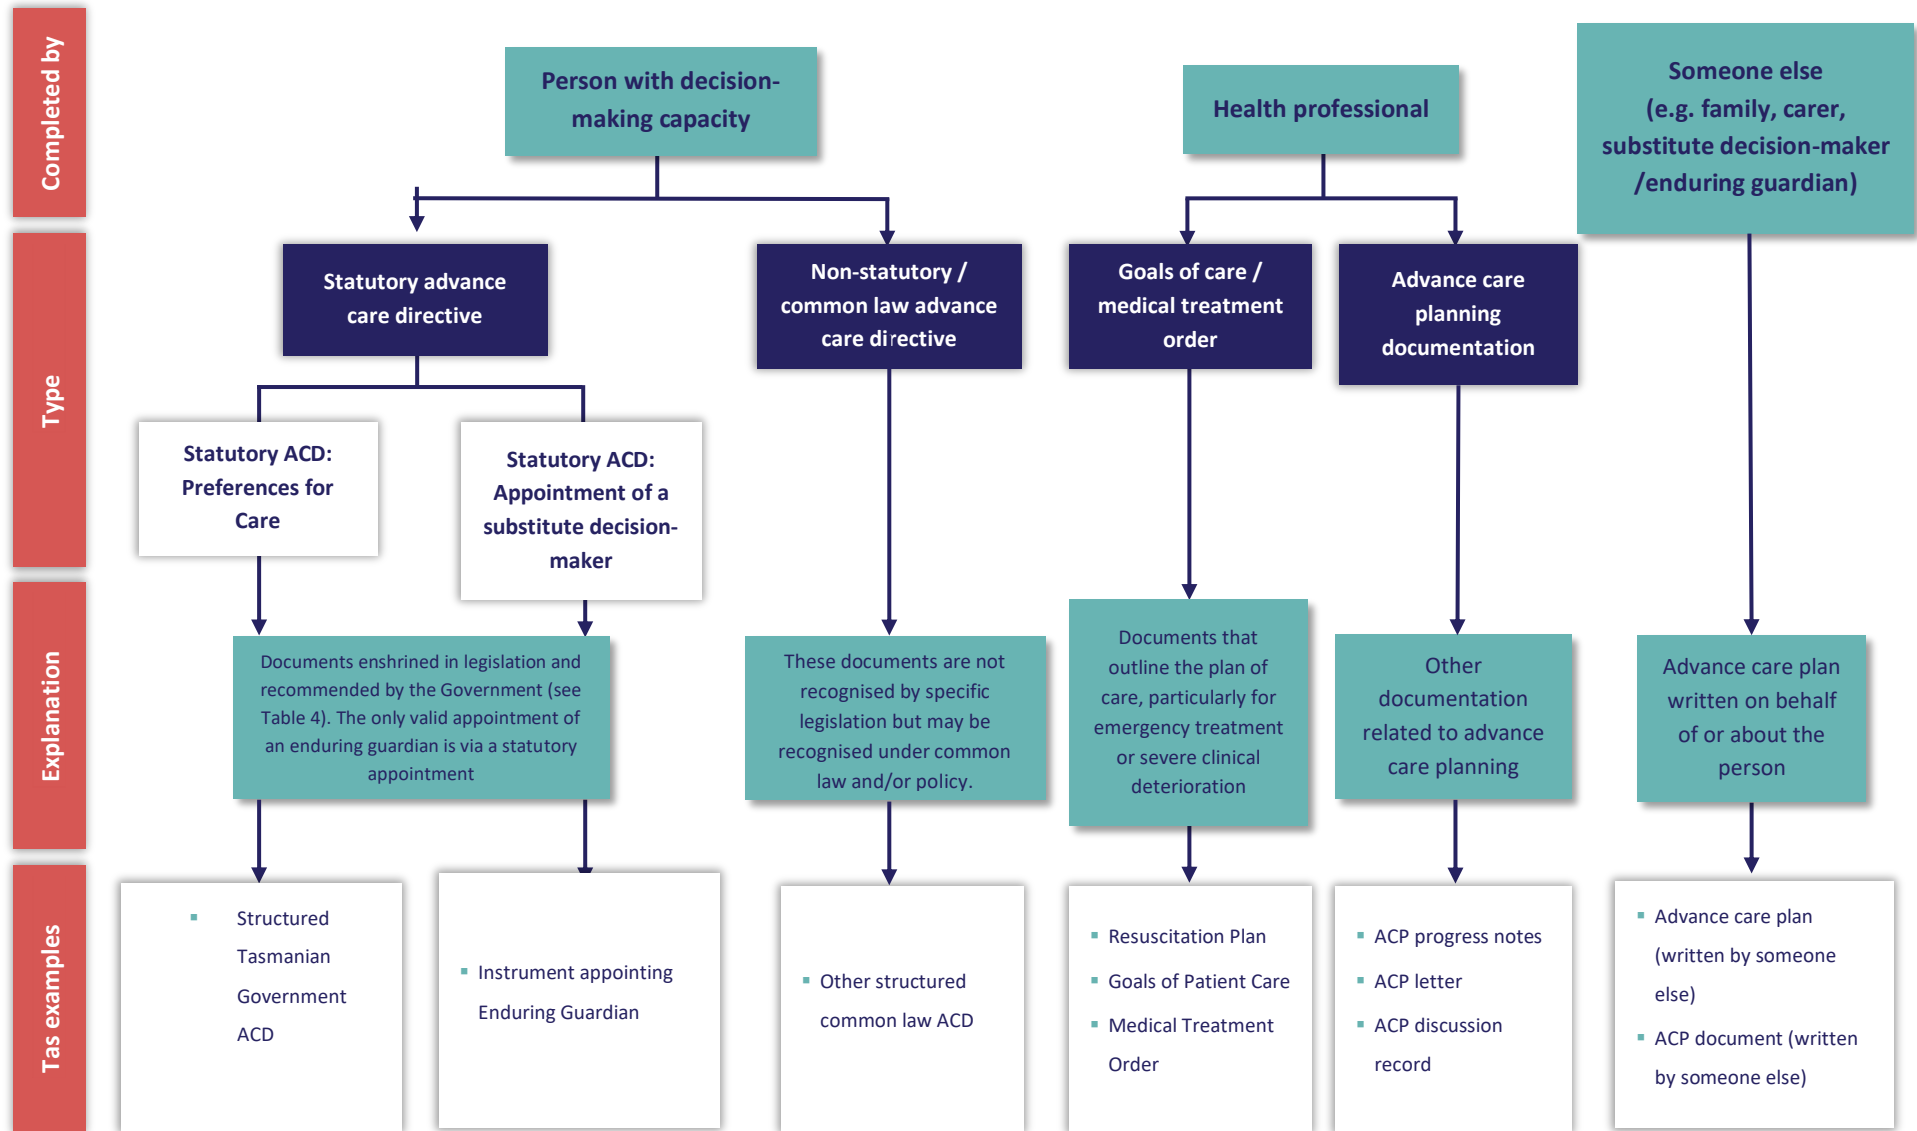 Completed by
Person with decision-
making capacity
Health professional
Someone else
(e.g. family, carer,
substitute decision-maker
/enduring guardian)
Type
Statutory advance
care directive
Non-statutory /
common law advance
care directive
Goals of care /
medical treatment
order
Advance care
planning
documentation
Statutory ACD:
Preferences for
Care
Statutory ACD:
Appointment of a
substitute decision-
maker
Explanation
Documents enshrined in legislation and
recommended by the Government (see
Table 4). The only valid appointment of
an enduring guardian is via a statutory
appointment
These documents are not
recognised by specific
legislation but may be
recognised under common
law and/or policy.
Documents that
outline the plan of
care, particularly for
emergency treatment
or severe clinical
deterioration
Other
documentation
related to advance
care planning
Advance care plan
written on behalf
of or about the
person
Tas examples
▪ Structured
Tasmanian
Government
ACD
▪ Instrument appointing
Enduring Guardian
▪ Other structured
common law ACD
▪ Resuscitation Plan
▪ Goals of Patient Care
▪ Medical Treatment
Order
▪ ACP progress notes
▪ ACP letter
▪ ACP discussion
record
▪ Advance care plan
(written by someone
else)
▪ ACP document (written
by someone else)